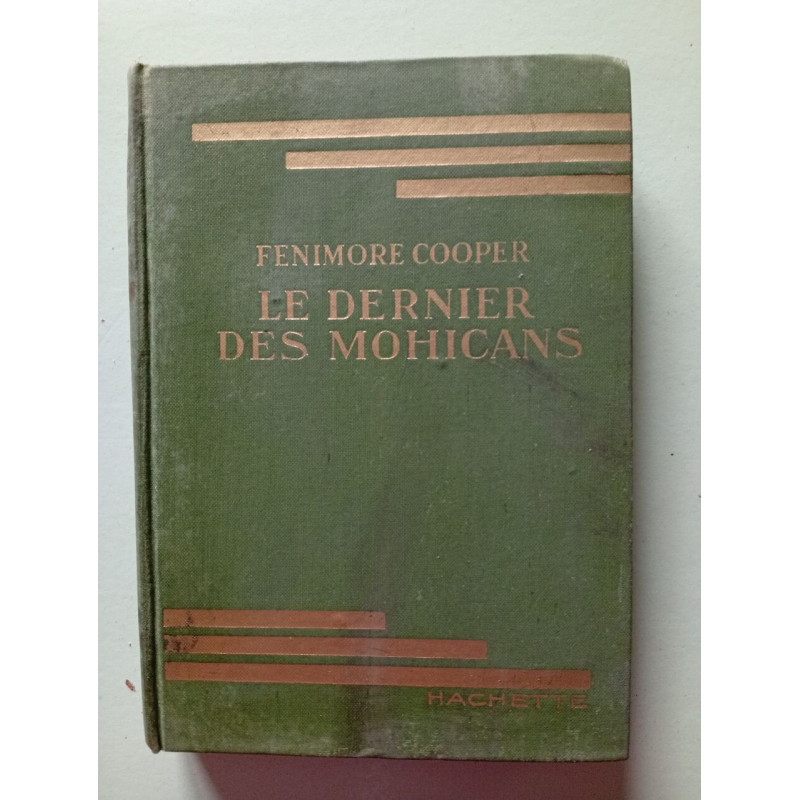 FENIMORE COOPER
LE DERNIER
DES MOHICANS
HACHETTE